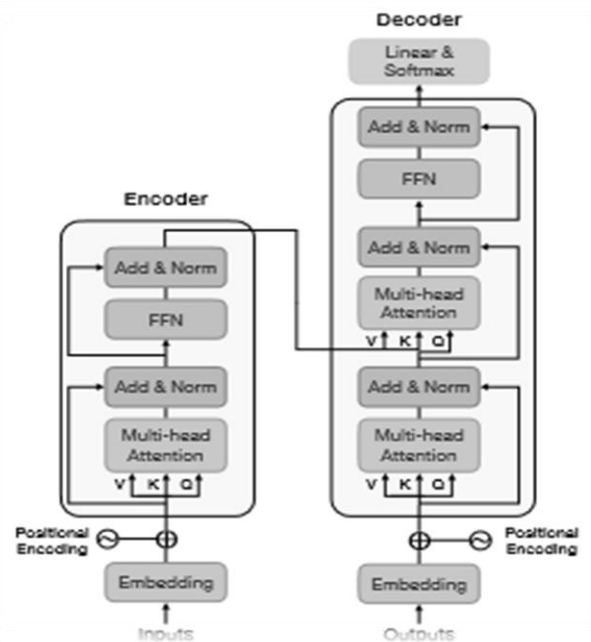 Decoder
Linear &
Softmax
Add & Norm
FFN
Encoder
Add & Norm
Add & Norm
Multi-head
Attention
FFN
V K Q
Add & Norm
Add & Norm
Multi-head
Attention
Multi-head
Attention
V K Q
V K Q
Positional
Encoding
Positional
Encoding
Embedding
Embedding
Inputs
Outputs